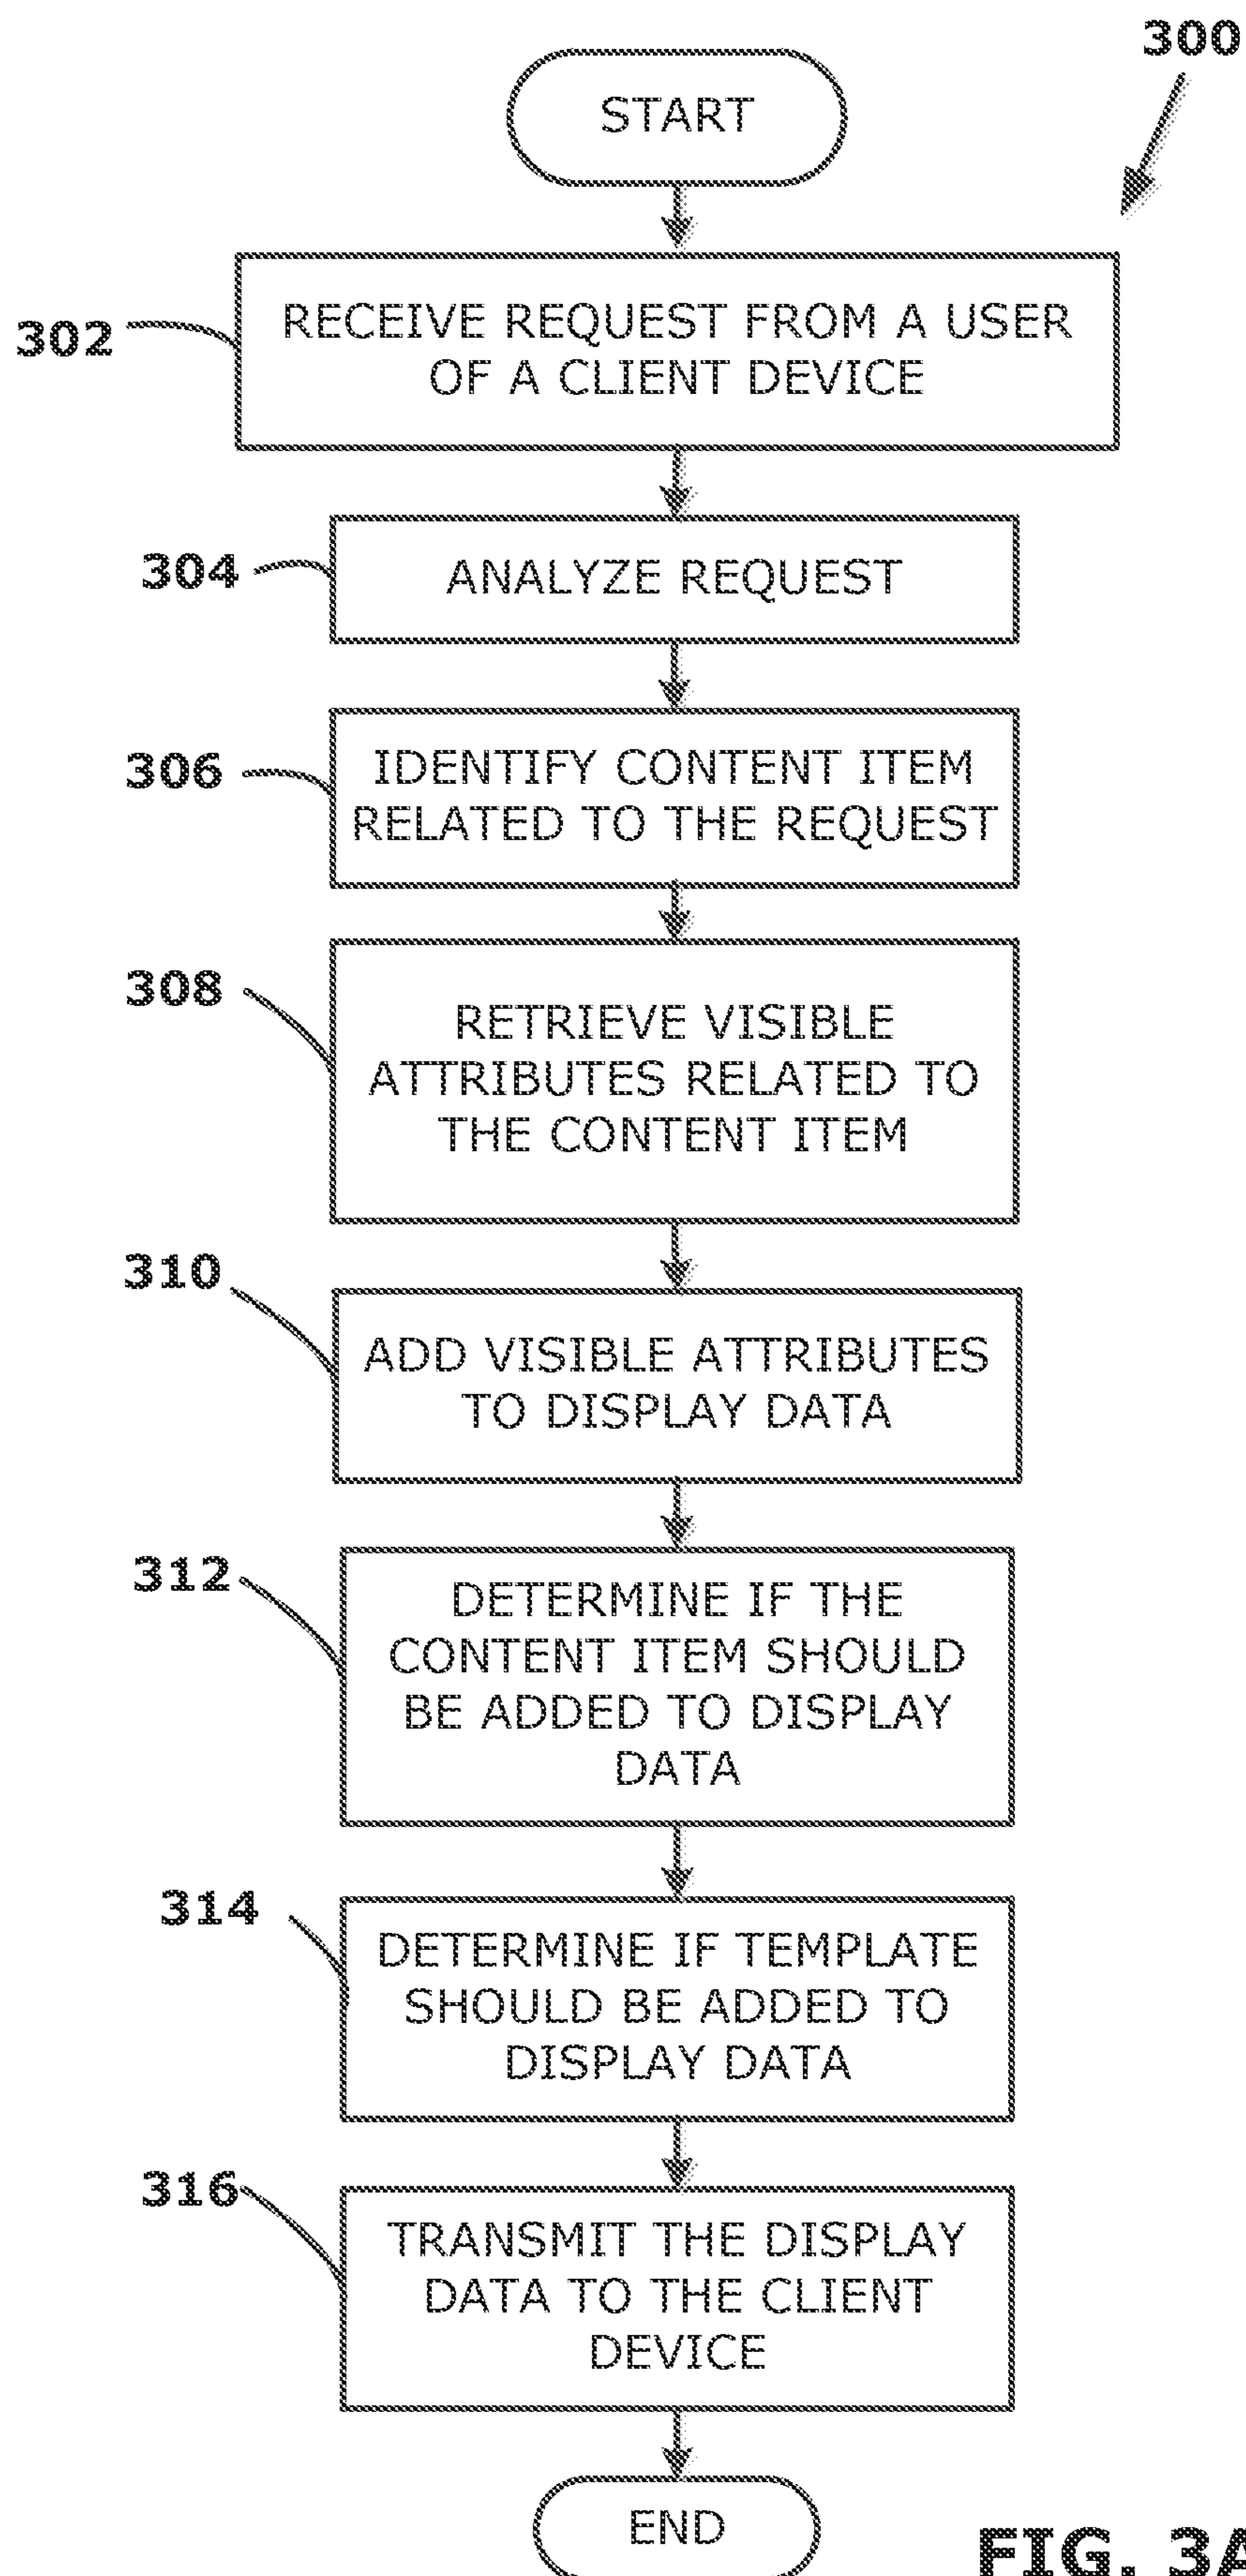 300
START
302
RECEIVE REQUEST FROM A USER
OF A CLIENT DEVICE
304
ANALYZE REQUEST
306
IDENTIFY CONTENT ITEM
RELATED TO THE REQUEST
308
RETRIEVE VISIBLE
ATTRIBUTES RELATED TO
THE CONTENT ITEM
310
ADD VISIBLE ATTRIBUTES
TO DISPLAY DATA
312
DETERMINE IF THE
CONTENT ITEM SHOULD
BE ADDED TO DISPLAY
DATA
314
DETERMINE IF TEMPLATE
SHOULD BE ADDED TO
DISPLAY DATA
316
TRANSMIT THE DISPLAY
DATA TO THE CLIENT
DEVICE
END
FIG. 3A